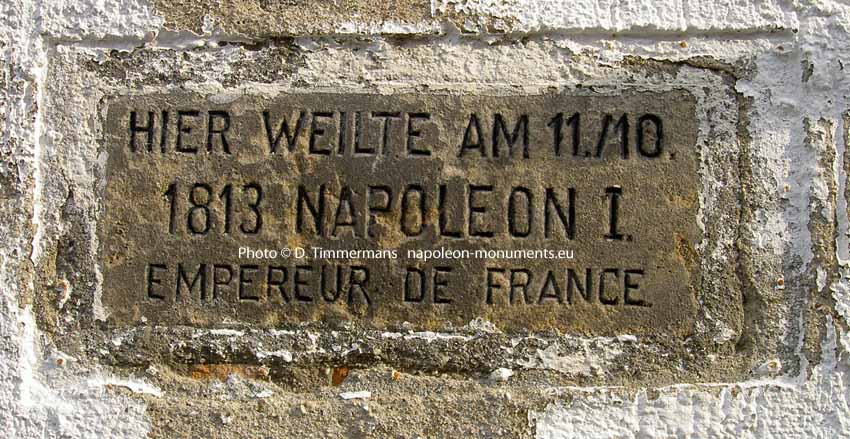 HIER WEILTE AM 11./10.
1813 NAPOLEON I.
Photo © D. Timmermans napoleon-monuments.eu
EMPEREUR DE FRANCE.